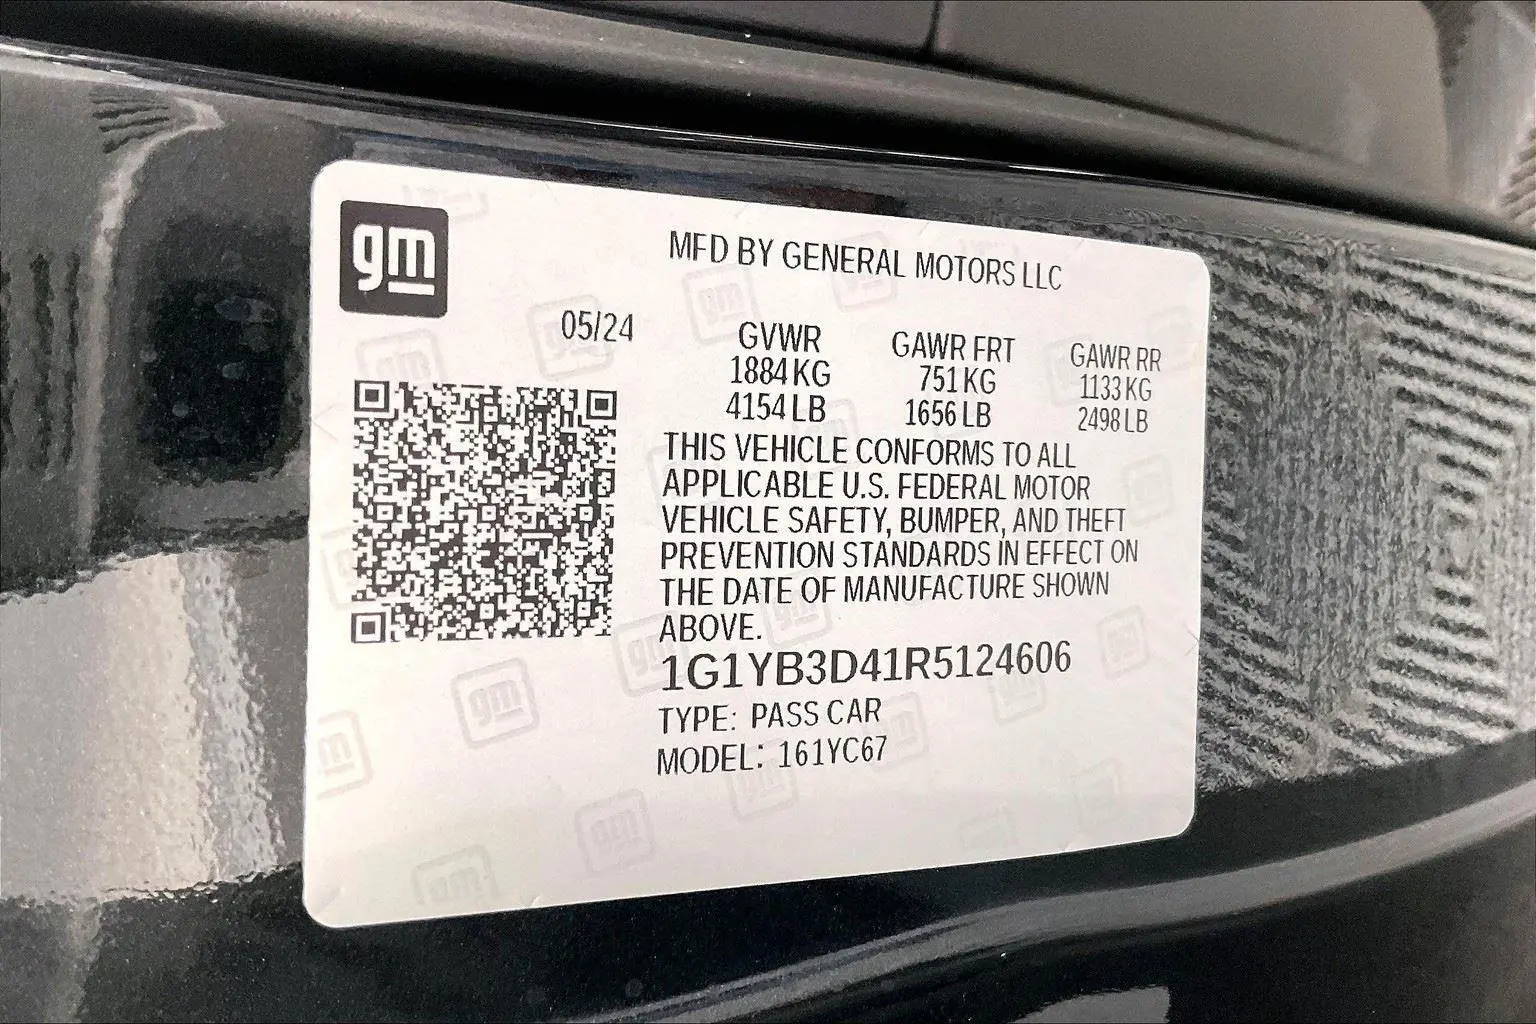 gm
MFD BY GENERAL MOTORS LLC
05/24
GVWR GAWR FRT GAWR RR
1884 KG 751 KG 1133 KG
4154 LB 1656 LB 2498 LB
THIS VEHICLE CONFORMS TO ALL
APPLICABLE U.S. FEDERAL MOTOR
VEHICLE SAFETY, BUMPER, AND THEFT
PREVENTION STANDARDS IN EFFECT ON
THE DATE OF MANUFACTURE SHOWN
ABOVE.
1G1YB3D41R5124606
TYPE: PASS CAR
MODEL: 161YC67